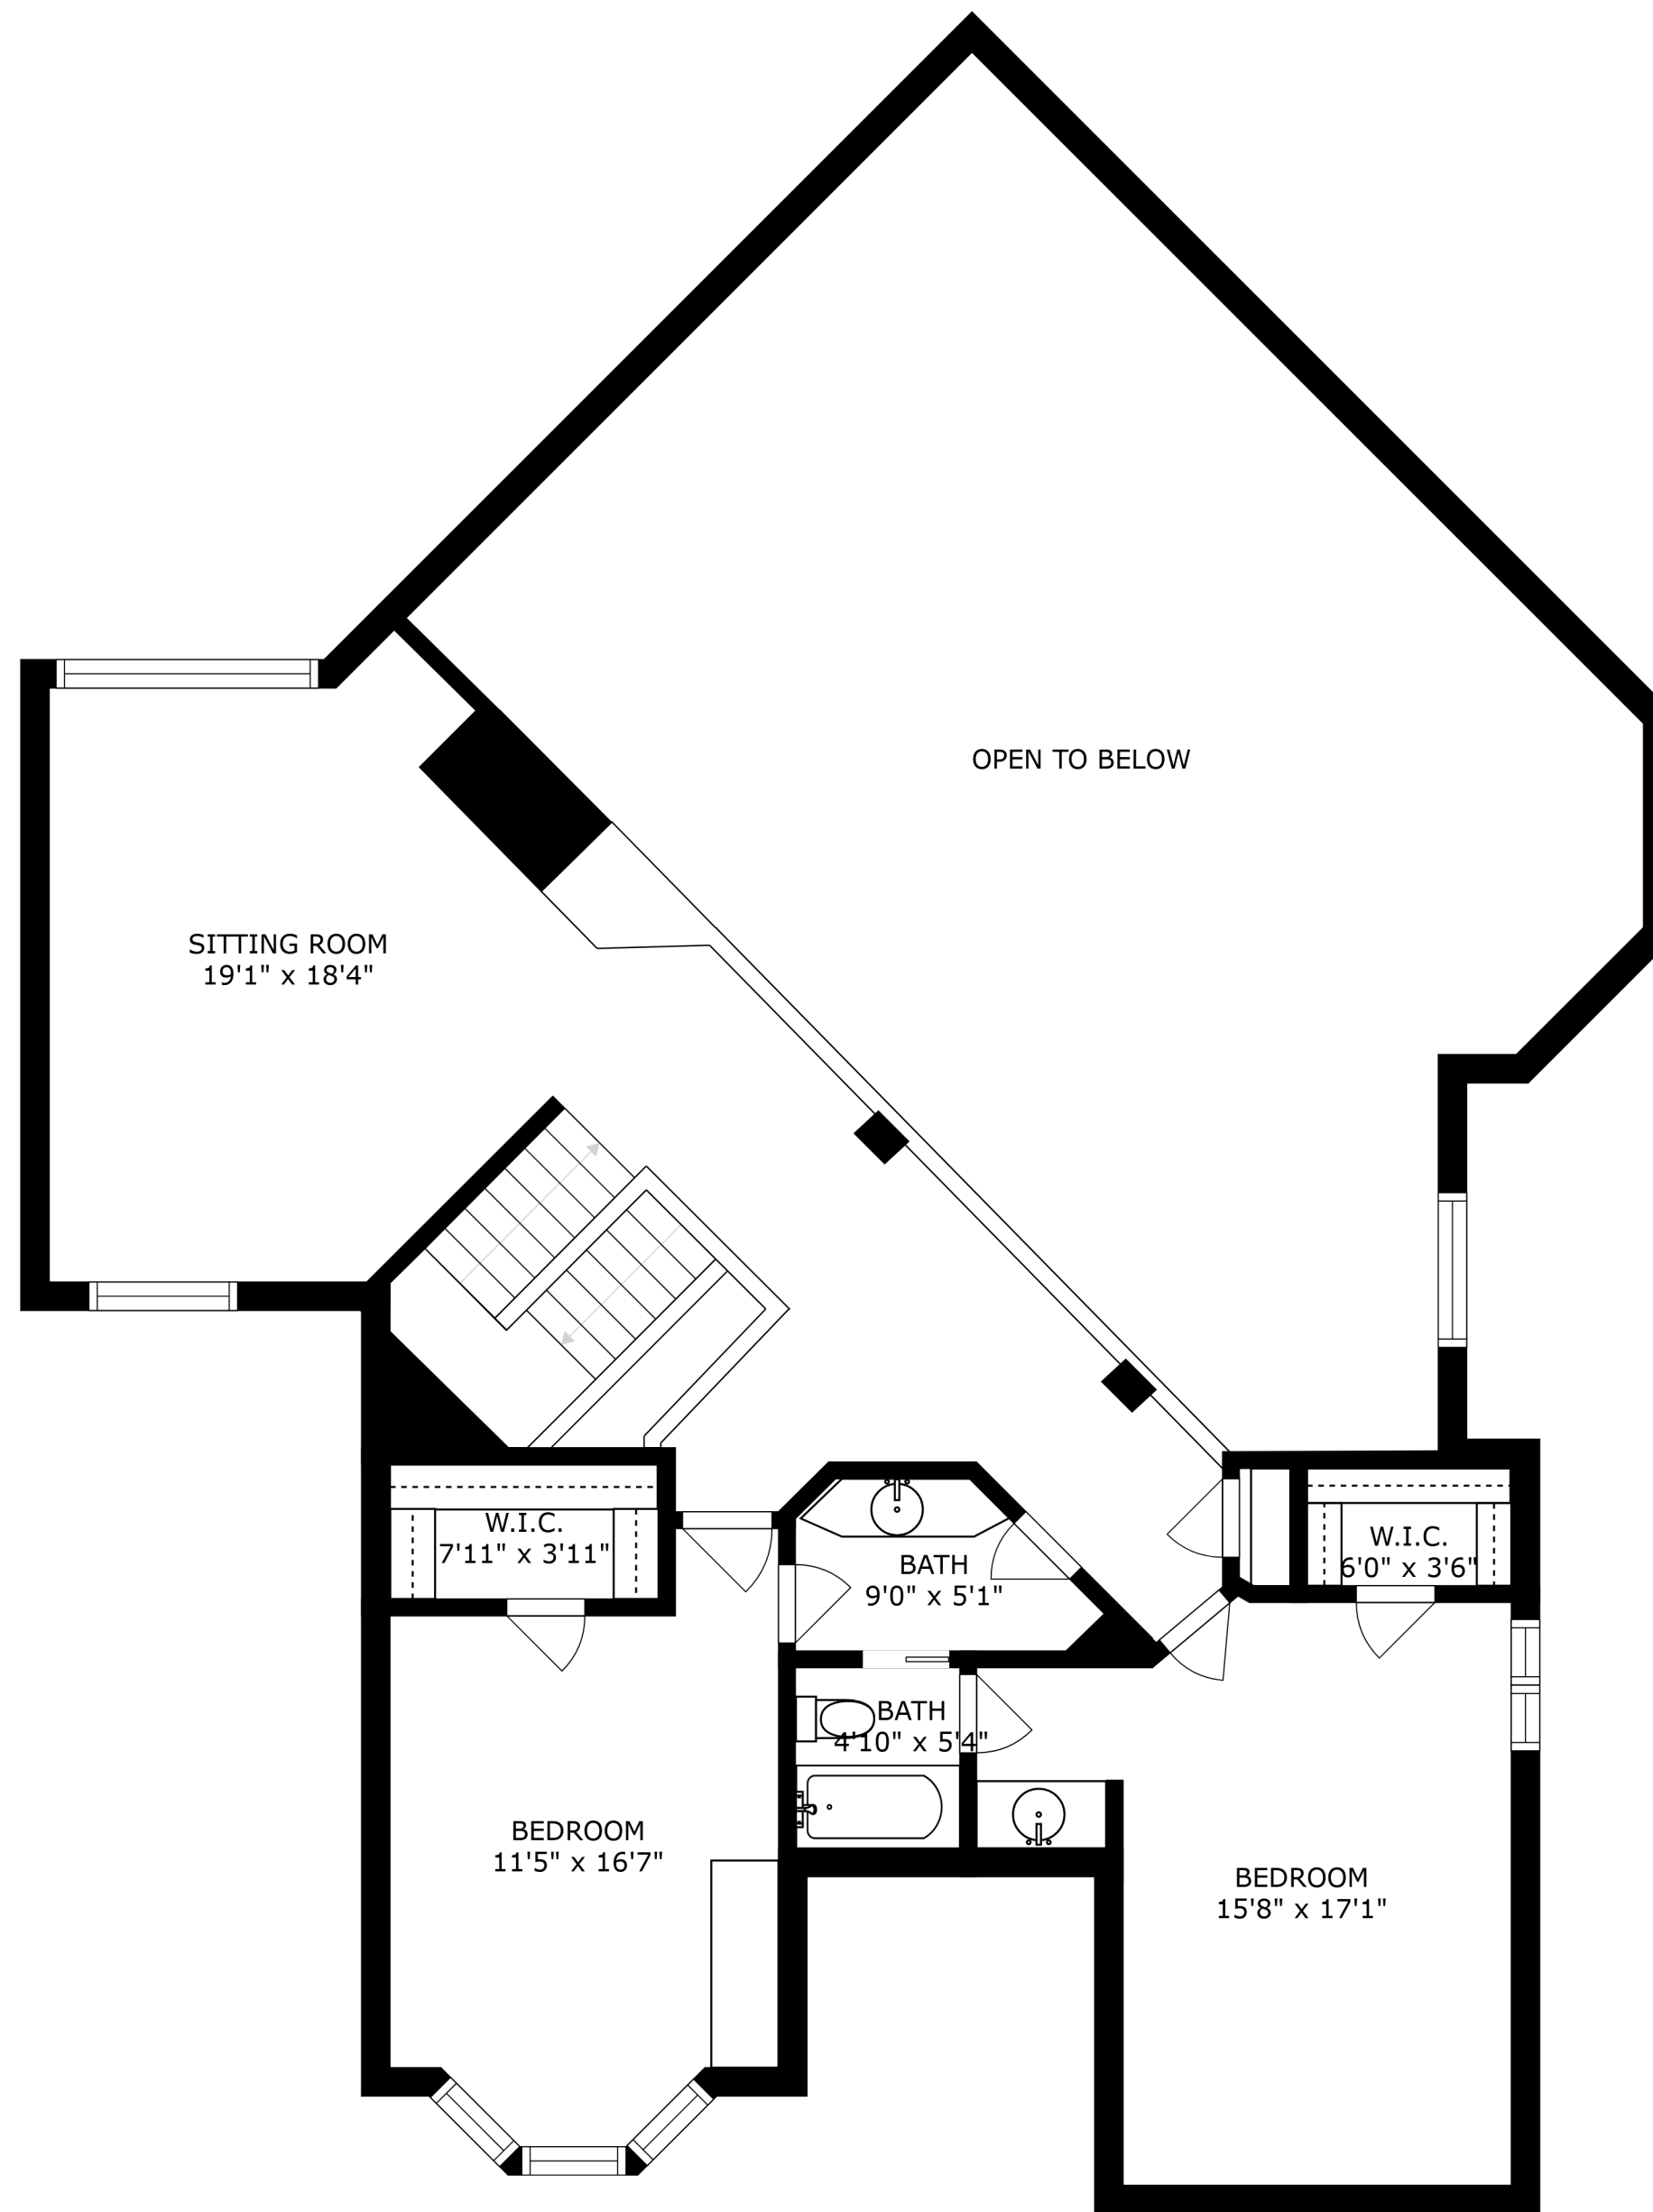 OPEN TO BELOW
SITTING ROOM
19'1" x 18'4"
W.I.C.
7'11" x 3'11"
W.I.C.
6'0" x 3'6"
BATH
9'0" x 5'1"
BATH
4'10" x 5'4"
BEDROOM
11'5" x 16'7"
BEDROOM
15'8" x 17'1"